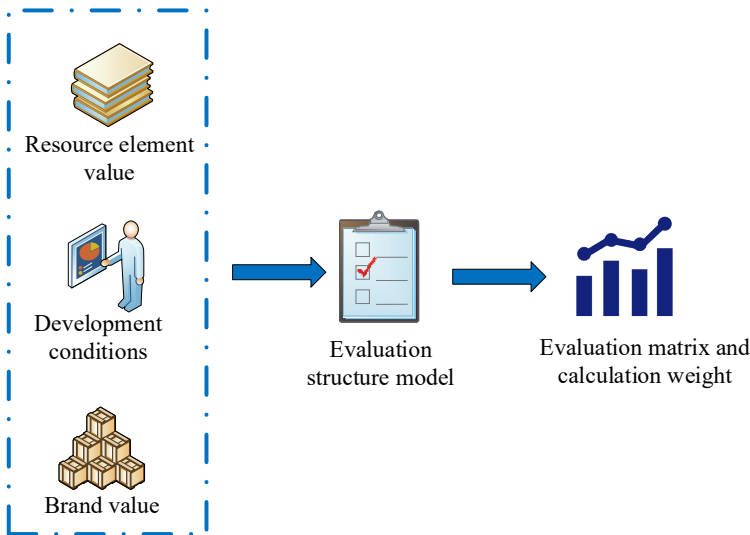 Resource element
value
Development
conditions
Brand value
Evaluation
structure model
Evaluation matrix and
calculation weight